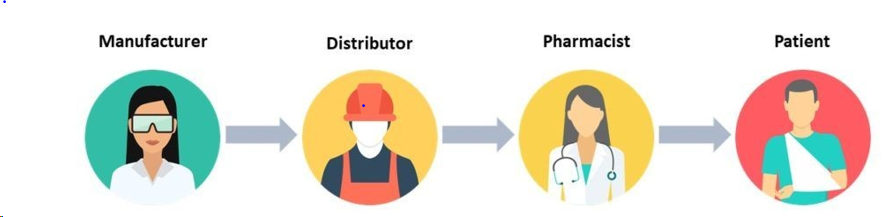 Manufacturer
Distributor
Pharmacist
Patient